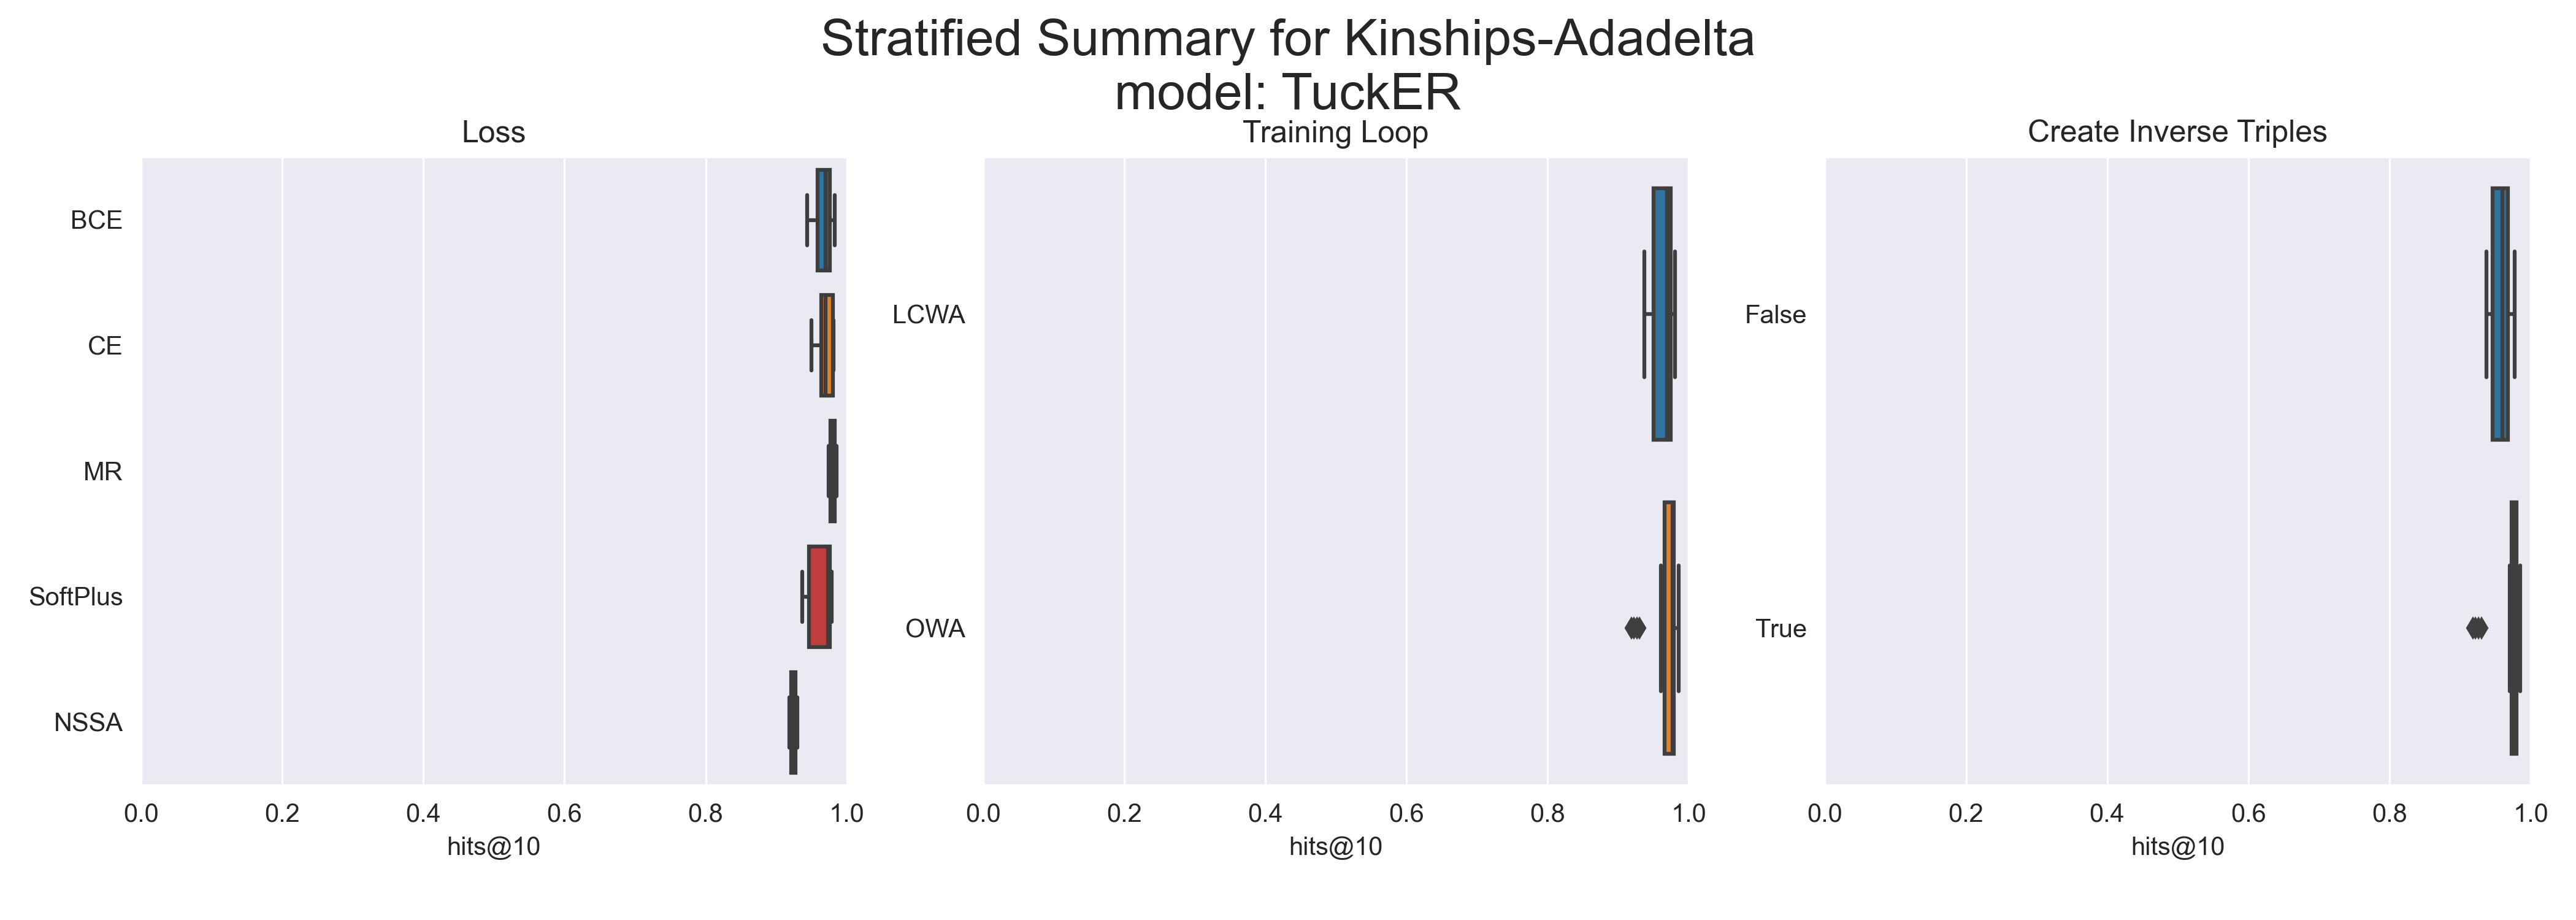 Stratified Summary for Kinships-Adadelta
model: TuckER
Loss
BCE
CE
MR
SoftPlus
NSSA
0.0 0.2 0.4 0.6 0.8 1.0
hits@10
Training Loop
LCWA
OWA
0.0 0.2 0.4 0.6 0.8 1.0
hits@10
Create Inverse Triples
False
True
0.0 0.2 0.4 0.6 0.8 1.0
hits@10